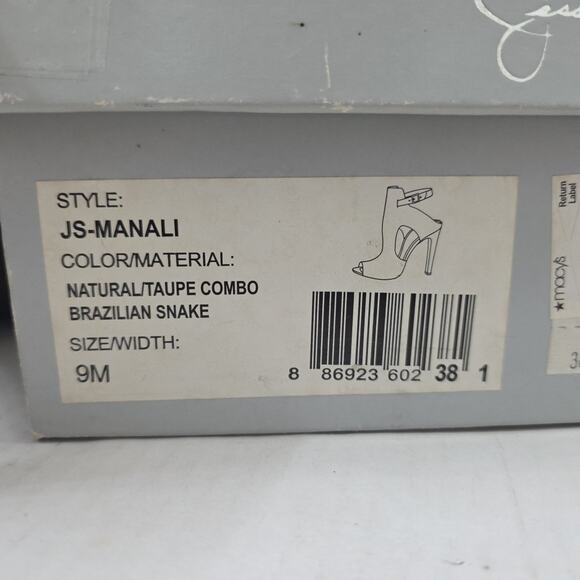 STYLE:
JS-MANALI
COLOR/MATERIAL:
NATURAL/TAUPE COMBO
BRAZILIAN SNAKE
SIZE/WIDTH:
9M
8 86923 602 38 1
Return
Label
★macys